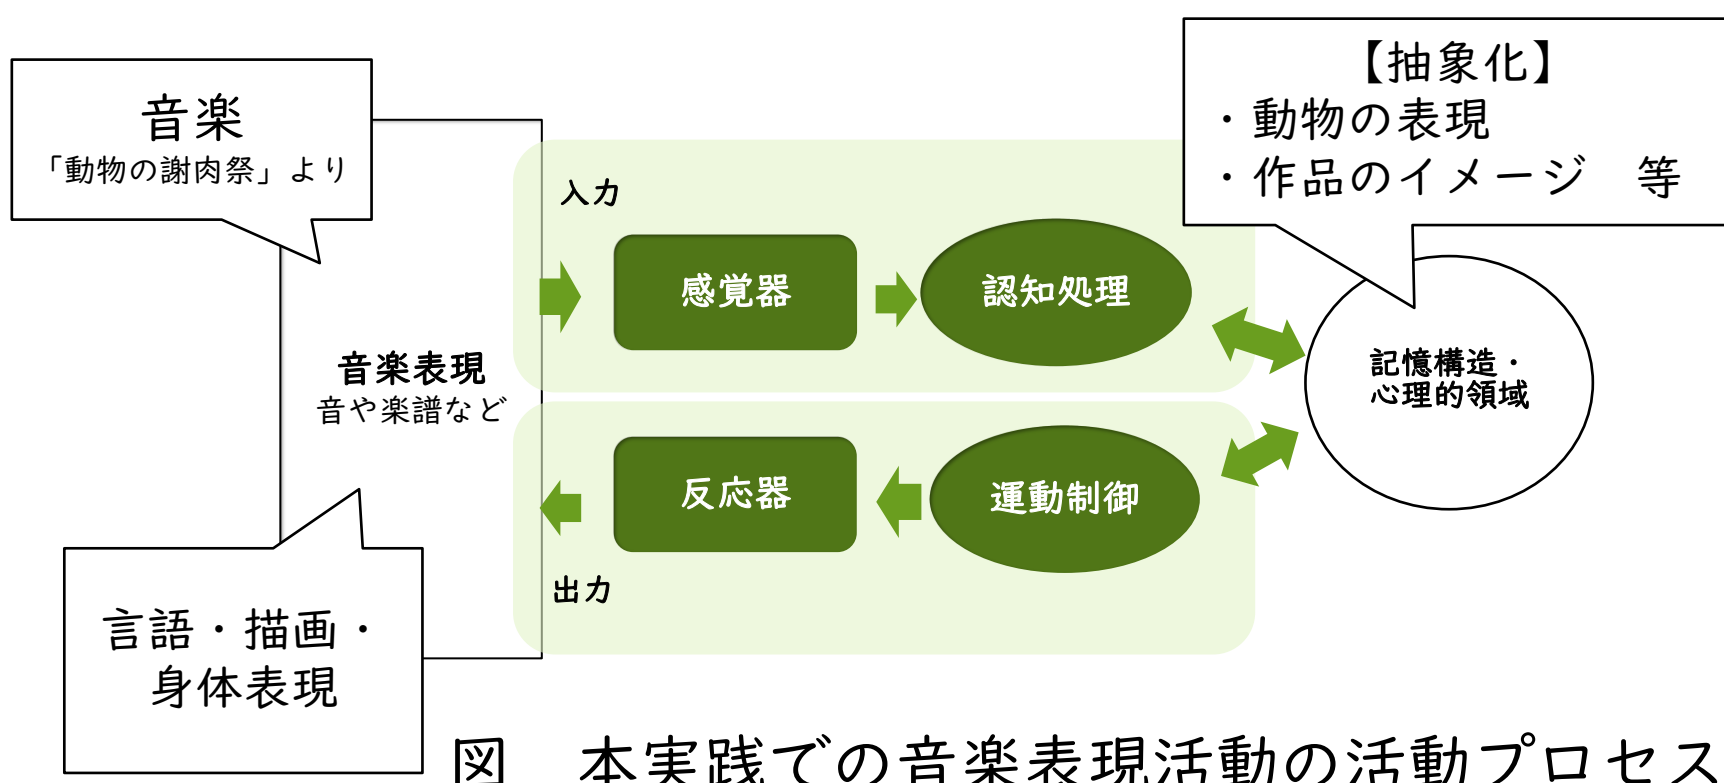 音楽
「動物の謝肉祭」より
【抽象化】
・動物の表現
・作品のイメージ　等
入力
感覚器
認知処理
音楽表現
音や楽譜など
記憶構造・
心理的領域
反応器
運動制御
出力
言語・描画・
身体表現
図　本実践での音楽表現活動の活動プロセス